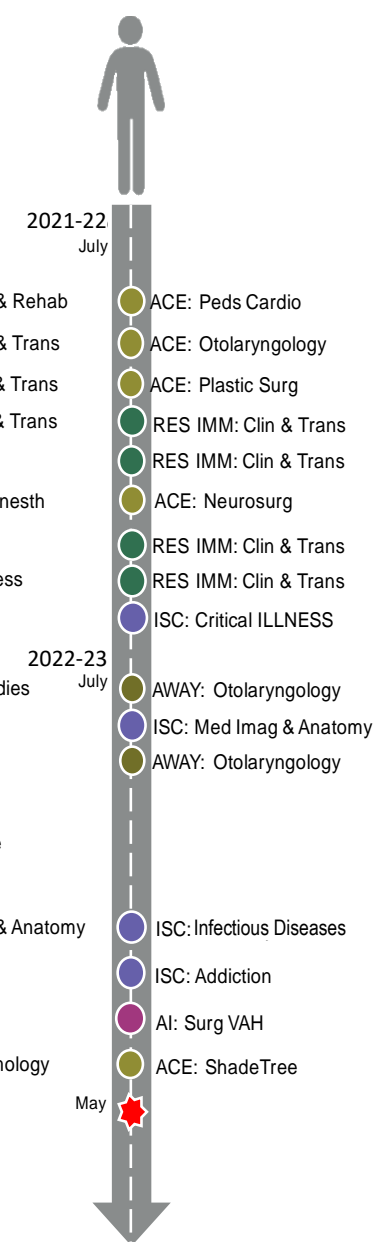 2021-22
July
& Rehab
ACE: Peds Cardio
& Trans
ACE: Otolaryngology
& Trans
ACE: Plastic Surg
& Trans
RES IMM: Clin & Trans
RES IMM: Clin & Trans
nesth
ACE: Neurosurg
RES IMM: Clin & Trans
ess
RES IMM: Clin & Trans
ISC: Critical ILLNESS
2022-23
July
dies
AWAY: Otolaryngology
ISC: Med Imag & Anatomy
AWAY: Otolaryngology
e
& Anatomy
ISC: Infectious Diseases
ISC: Addiction
AI: Surg VAH
nology
ACE: ShadeTree
May